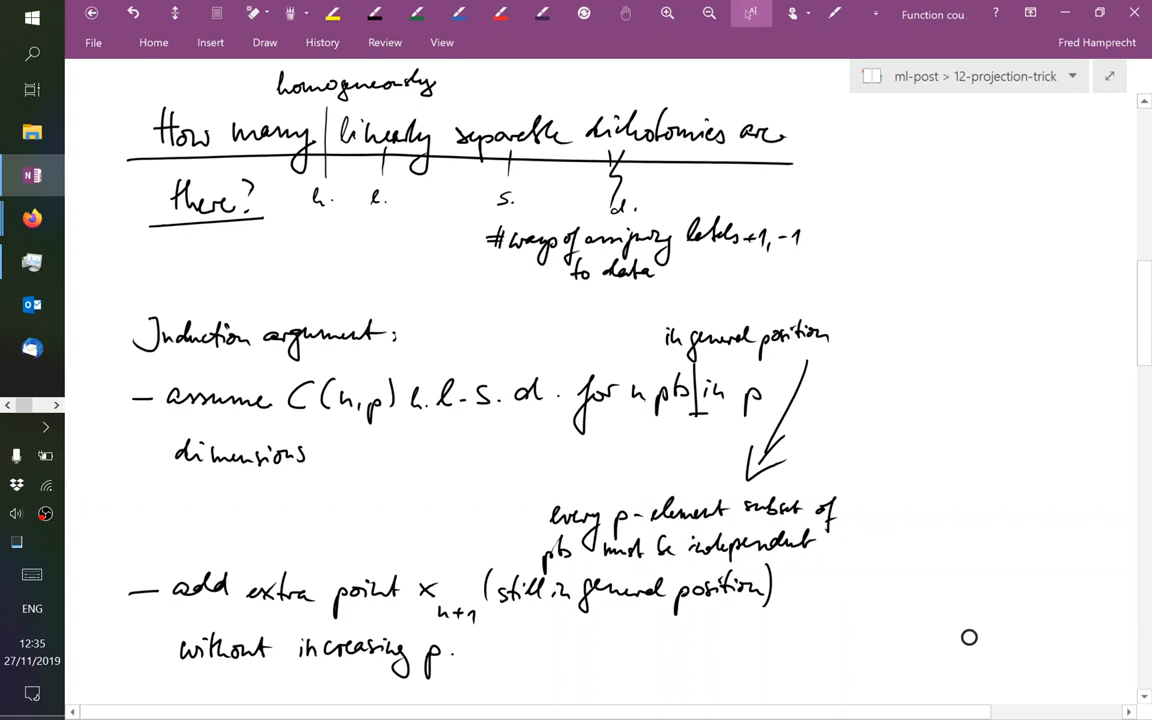 Function cou...
Fred Hamprecht
File Home Insert Draw History Review View
ml-post > 12-projection-trick
homogeneously
How many linearly separable dichotomies are
there?
h. l. s. d.
# ways of assigning labels +1, -1
to data
Induction argument:
in general position
- assume C(n,p) h. l. s. d. for n pts in p
dimensions
every p-element subset of
pts must be independent
- add extra point x n+1 (still in general position)
without increasing p.
ENG
12:35
27/11/2019